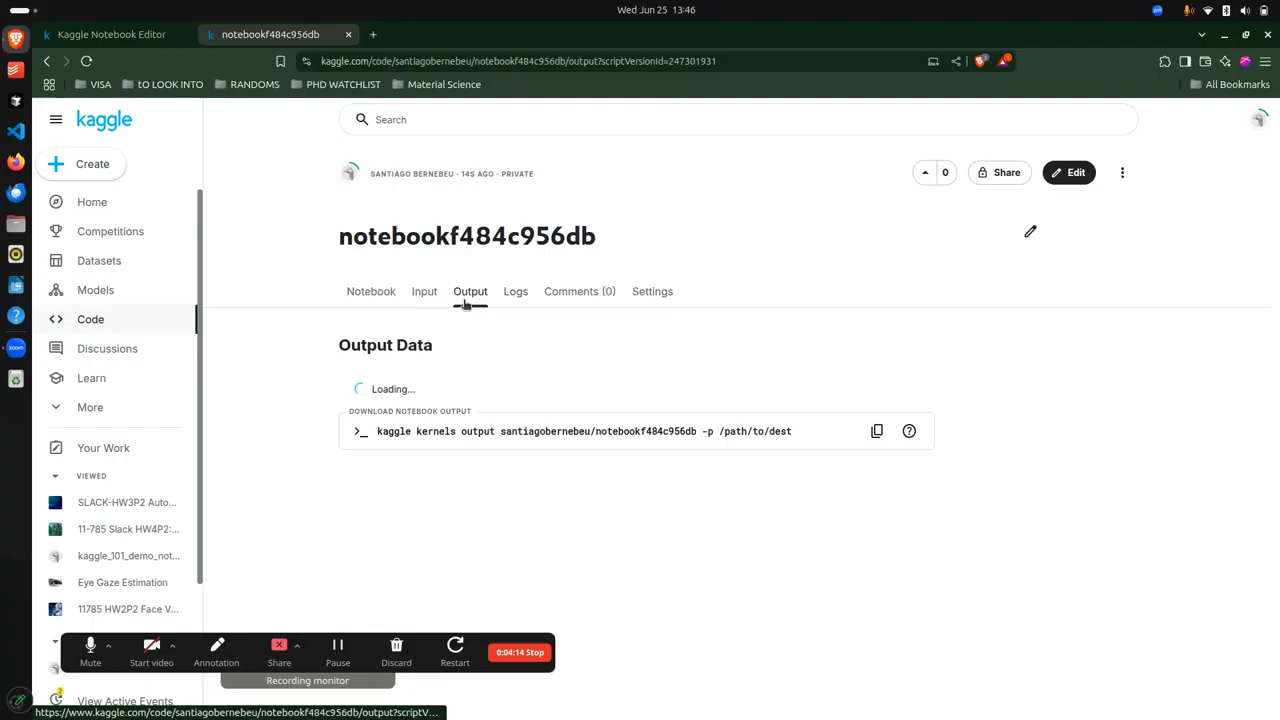 Wed Jun 25 13:46
Kaggle Notebook Editor
notebookf484c956db
kaggle.com/code/santiagobernebeu/notebookf484c956db/output?scriptVersionId=247301931
VISA
tO LOOK INTO
RANDOMS
PHD WATCHLIST
Material Science
All Bookmarks
kaggle
Search
Create
SANTIAGO BERNEBEU · 14S AGO · PRIVATE
0
Share
Edit
Home
Competitions
Datasets
Models
Code
Discussions
Learn
More
Your Work
VIEWED
SLACK-HW3P2 Auto...
11-785 Slack HW4P2:...
kaggle_101_demo_not...
Eye Gaze Estimation
11785 HW2P2 Face V...
View Active Events
notebookf484c956db
Notebook
Input
Output
Logs
Comments (0)
Settings
Output Data
Loading...
DOWNLOAD NOTEBOOK OUTPUT
>_ kaggle kernels output santiagobernebeu/notebookf484c956db -p /path/to/dest
Mute
Start video
Annotation
Share
Pause
Discard
Restart
0:04:14 Stop
Recording monitor
https://www.kaggle.com/code/santiagobernebeu/notebookf484c956db/output?scriptV...